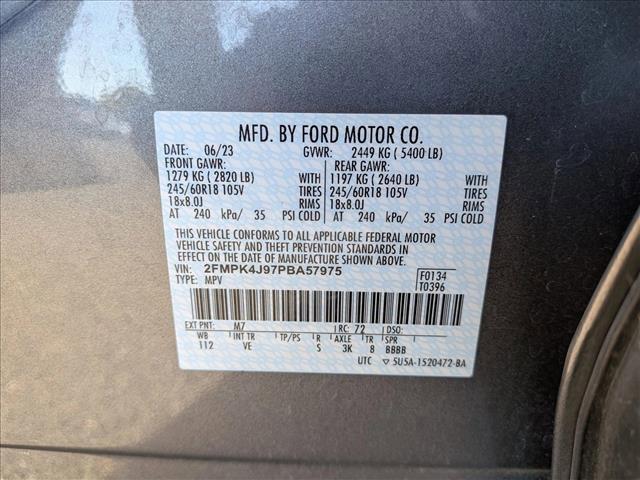 MFD. BY FORD MOTOR CO.
DATE: 06/23 GVWR: 2449 KG ( 5400 LB)
FRONT GAWR: REAR GAWR:
1279 KG ( 2820 LB) WITH 1197 KG ( 2640 LB) WITH
245/60R18 105V TIRES 245/60R18 105V TIRES
18x8.0J RIMS 18x8.0J RIMS
AT 240 kPa/ 35 PSI COLD AT 240 kPa/ 35 PSI COLD
THIS VEHICLE CONFORMS TO ALL APPLICABLE FEDERAL MOTOR
VEHICLE SAFETY AND THEFT PREVENTION STANDARDS IN
EFFECT ON THE DATE OF MANUFACTURE SHOWN ABOVE.
VIN: 2FMPK4J97PBA57975 F0134
TYPE: MPV T0396
EXT PNT: M7 RC: 72 DSO:
WB INT TR TP/PS R AXLE TR SPR
112 VE S 3K 8 BBBB
UTC ▽ 5U5A-1520472-BA